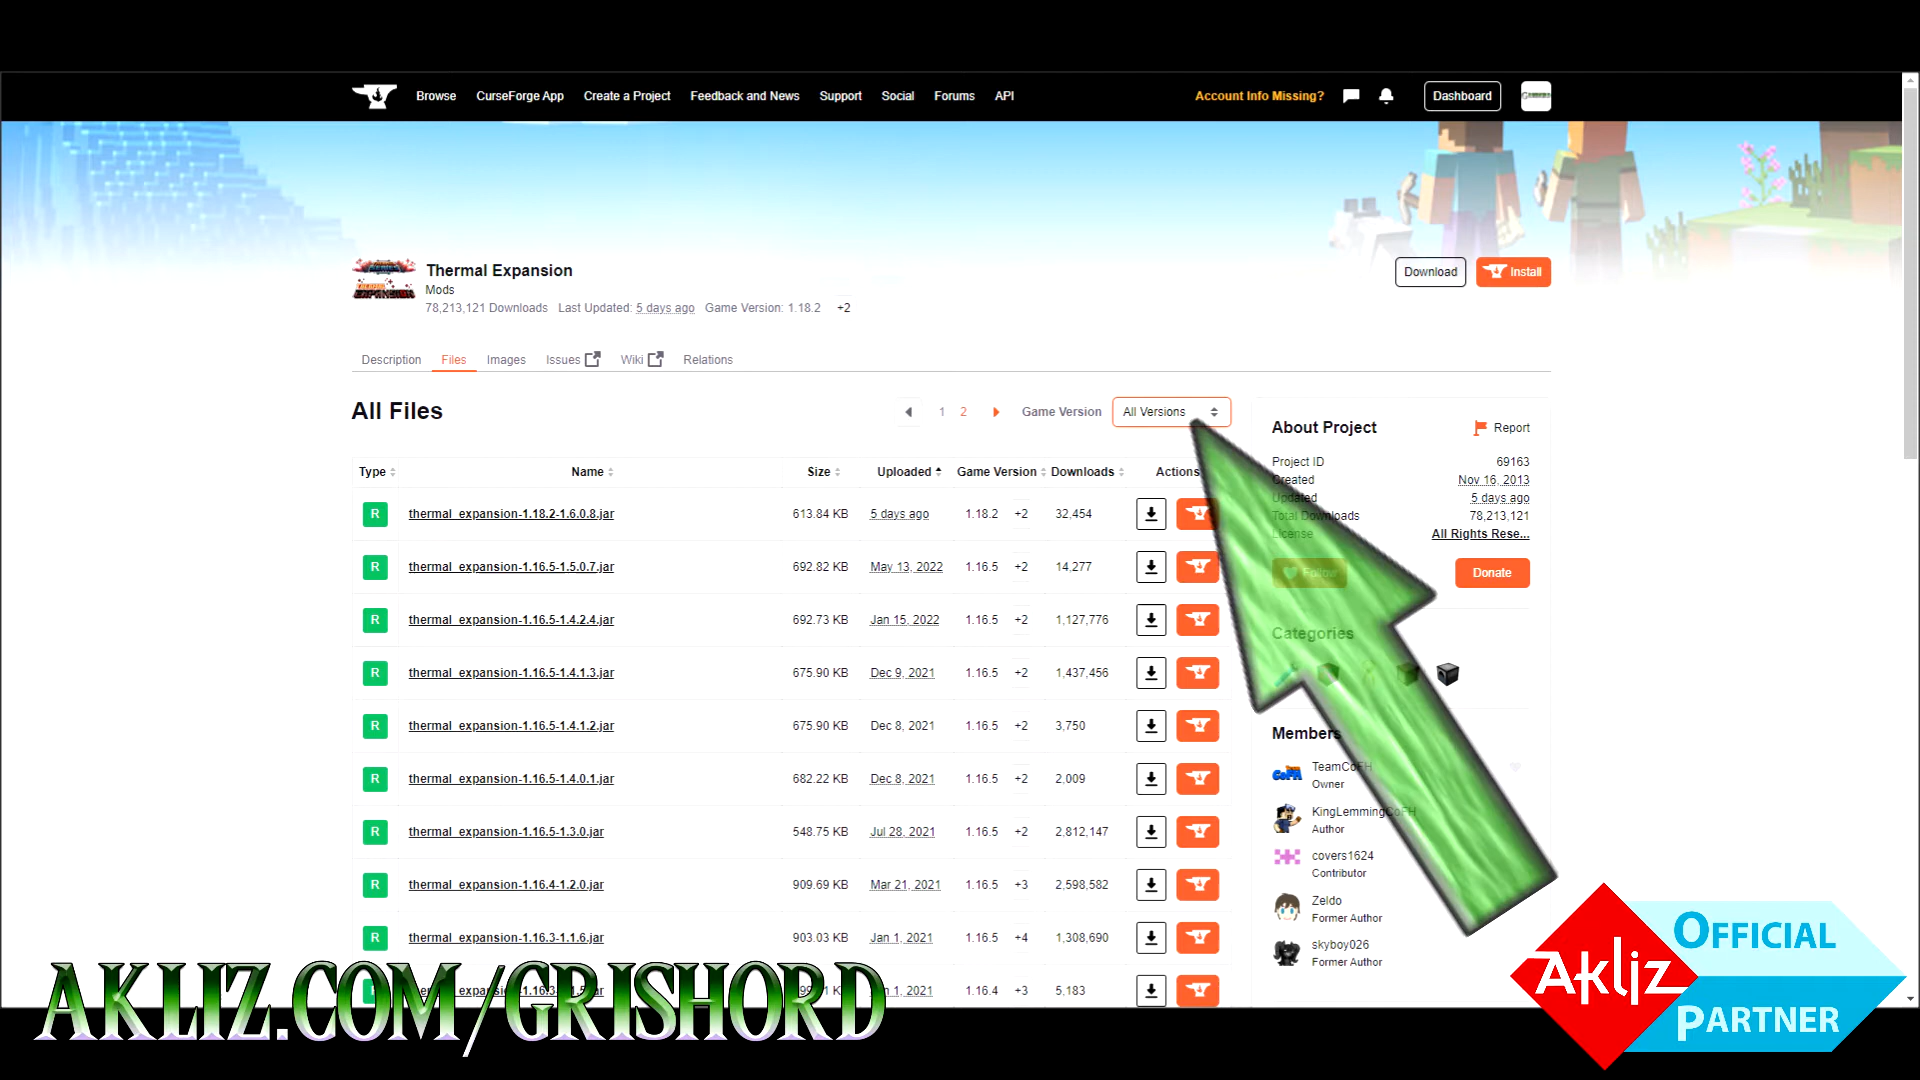 Browse CurseForge App Create a Project Feedback and News Support Social Forums API Account Info Missing? Dashboard
Thermal Expansion
Mods
78,213,121 Downloads Last Updated: 5 days ago Game Version: 1.18.2 +2
Download Install
Description Files Images Issues Wiki Relations
All Files
1 2 Game Version All Versions
Type Name Size Uploaded Game Version Downloads Actions
R thermal_expansion-1.18.2-1.6.0.8.jar 613.84 KB 5 days ago 1.18.2 +2 32,454
R thermal_expansion-1.16.5-1.5.0.7.jar 692.82 KB May 13, 2022 1.16.5 +2 14,277
R thermal_expansion-1.16.5-1.4.2.4.jar 692.73 KB Jan 15, 2022 1.16.5 +2 1,127,776
R thermal_expansion-1.16.5-1.4.1.3.jar 675.90 KB Dec 9, 2021 1.16.5 +2 1,437,456
R thermal_expansion-1.16.5-1.4.1.2.jar 675.90 KB Dec 8, 2021 1.16.5 +2 3,750
R thermal_expansion-1.16.5-1.4.0.1.jar 682.22 KB Dec 8, 2021 1.16.5 +2 2,009
R thermal_expansion-1.16.5-1.3.0.jar 548.75 KB Jul 28, 2021 1.16.5 +2 2,812,147
R thermal_expansion-1.16.4-1.2.0.jar 909.69 KB Mar 21, 2021 1.16.5 +3 2,598,582
R thermal_expansion-1.16.3-1.1.6.jar 903.03 KB Jan 1, 2021 1.16.5 +4 1,308,690
1, 2021 1.16.4 +3 5,183
About Project Report
Project ID 69163
Created Nov 16, 2013
Updated 5 days ago
Total Downloads 78,213,121
License All Rights Rese...
Follow Donate
Categories
Members
TeamCoFH
Owner
KingLemmingCoFH
Author
covers1624
Contributor
Zeldo
Former Author
skyboy026
Former Author
AKLIZ.COM/GRISHORD
Akliz
OFFICIAL
PARTNER